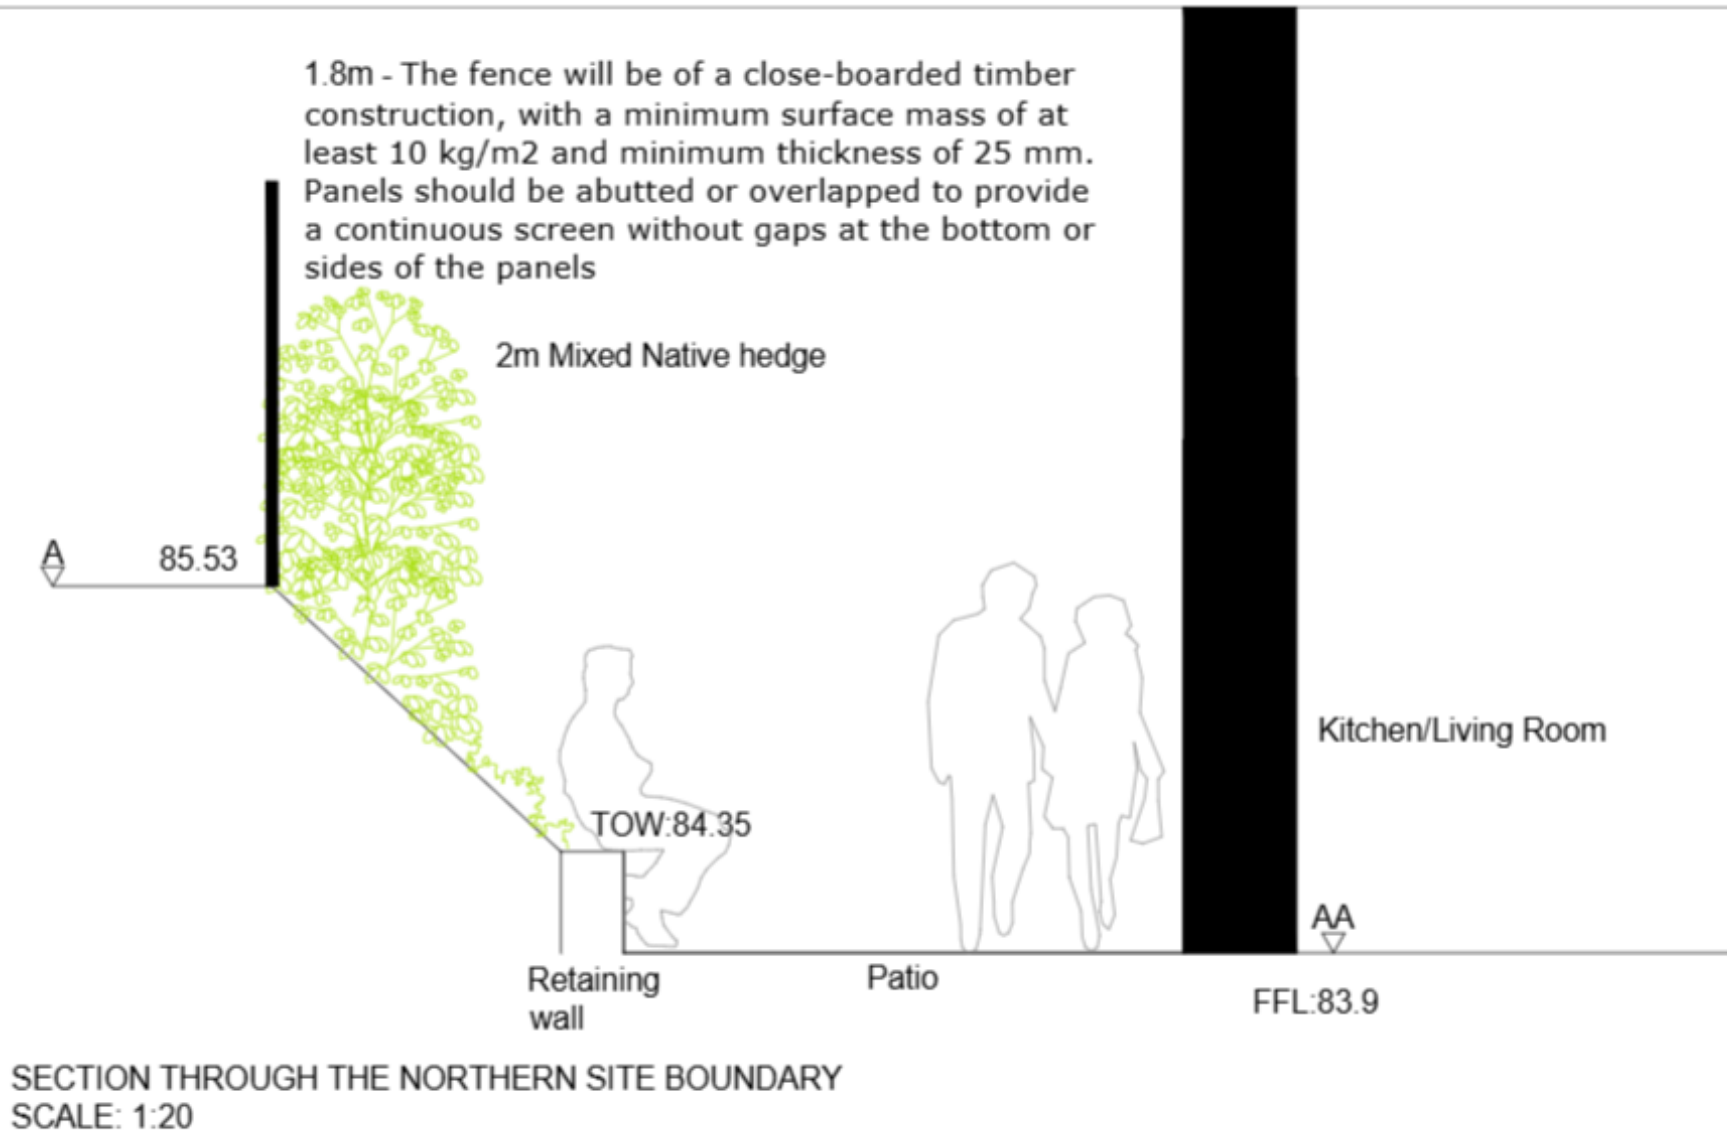 1.8m - The fence will be of a close-boarded timber
construction, with a minimum surface mass of at
least 10 kg/m2 and minimum thickness of 25 mm.
Panels should be abutted or overlapped to provide
a continuous screen without gaps at the bottom or
sides of the panels
2m Mixed Native hedge
A
85.53
Kitchen/Living Room
TOW:84.35
AA
Retaining
wall
Patio
FFL:83.9
SECTION THROUGH THE NORTHERN SITE BOUNDARY
SCALE: 1:20